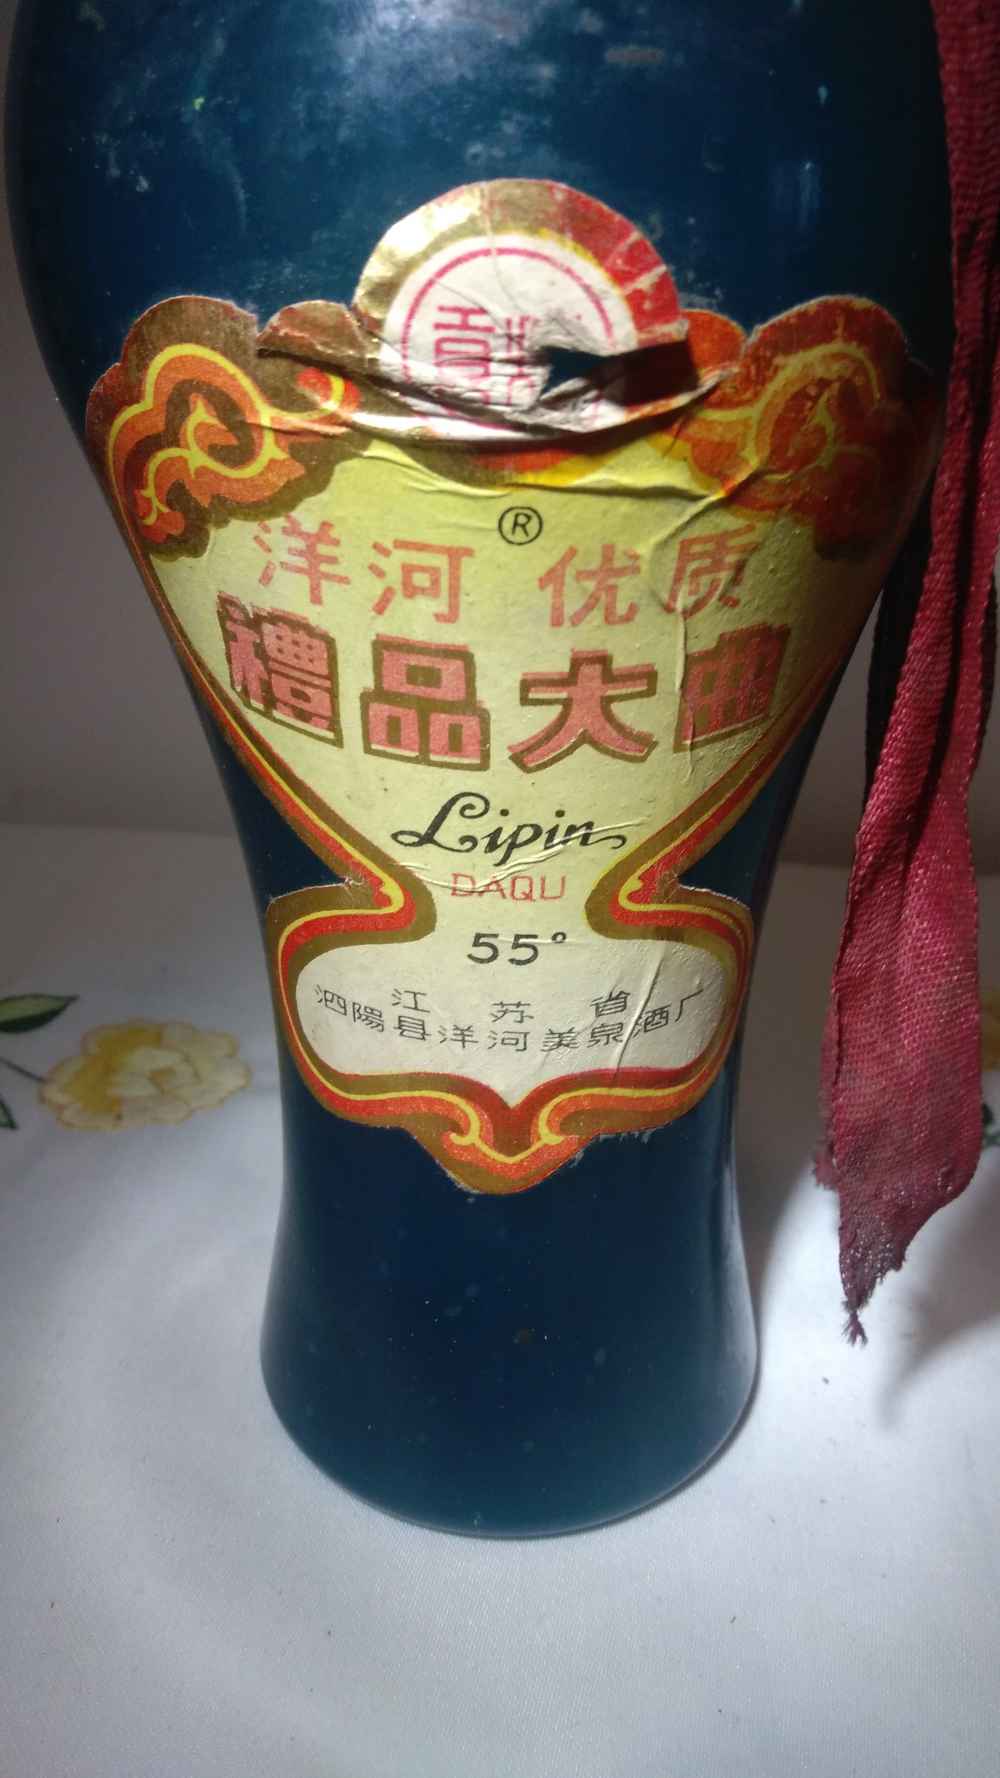 ®
洋河 优质
禮品大曲
Lipin
DAQU
55°
江苏省
泗陽县洋河美泉酒厂